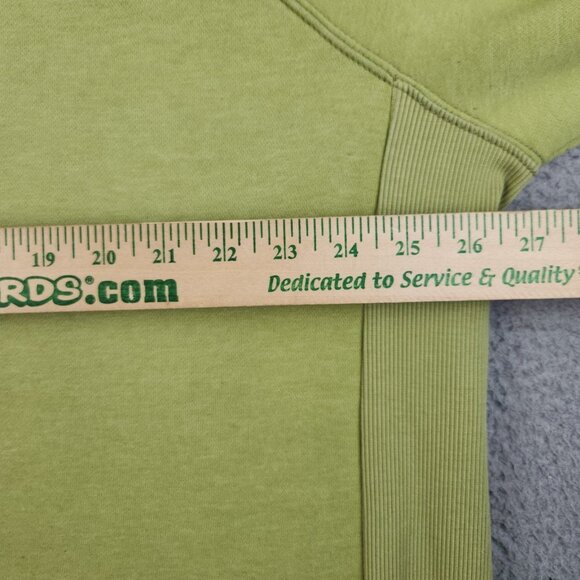 19 20 21 22 23 24 25 26 27
RDS.com Dedicated to Service & Quality